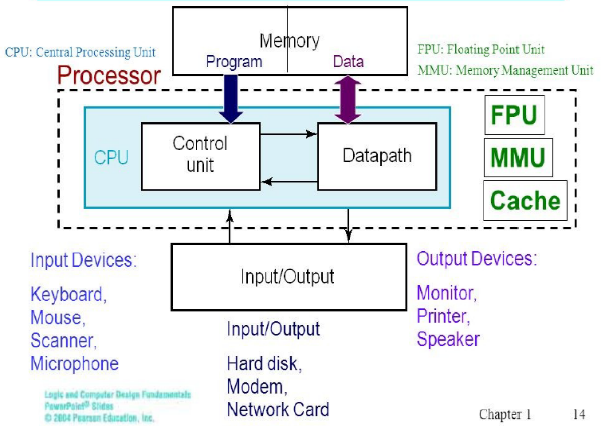 Memory
CPU: Central Processing Unit
Program
Data
FPU: Floating Point Unit
MMU: Memory Management Unit
Processor
CPU
Control
unit
Datapath
FPU
MMU
Cache
Input/Output
Input Devices:
Keyboard,
Mouse,
Scanner,
Microphone
Input/Output
Hard disk,
Modem,
Network Card
Output Devices:
Monitor,
Printer,
Speaker
Logic and Computer Design Fundamentals
PowerPoint® Slides
© 2004 Pearson Education, Inc.
Chapter 1 14